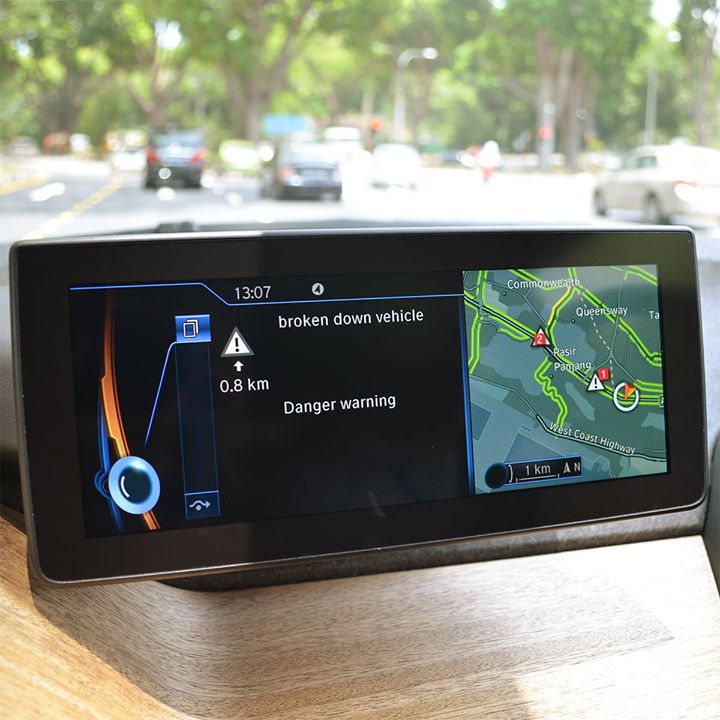 13:07
broken down vehicle
0.8 km
Danger warning
Commonwealth
Queensway
Ta
2
Pasir
Panjang
1
West Coast Highway
1 km
N